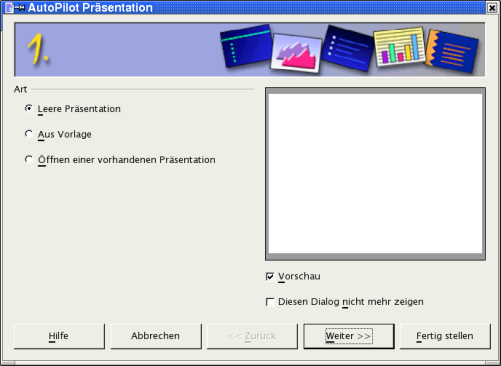 AutoPilot Präsentation
1.
Art
Leere Präsentation
Aus Vorlage
Öffnen einer vorhandenen Präsentation
Vorschau
Diesen Dialog nicht mehr zeigen
Hilfe
Abbrechen
<< Zurück
Weiter >>
Fertig stellen